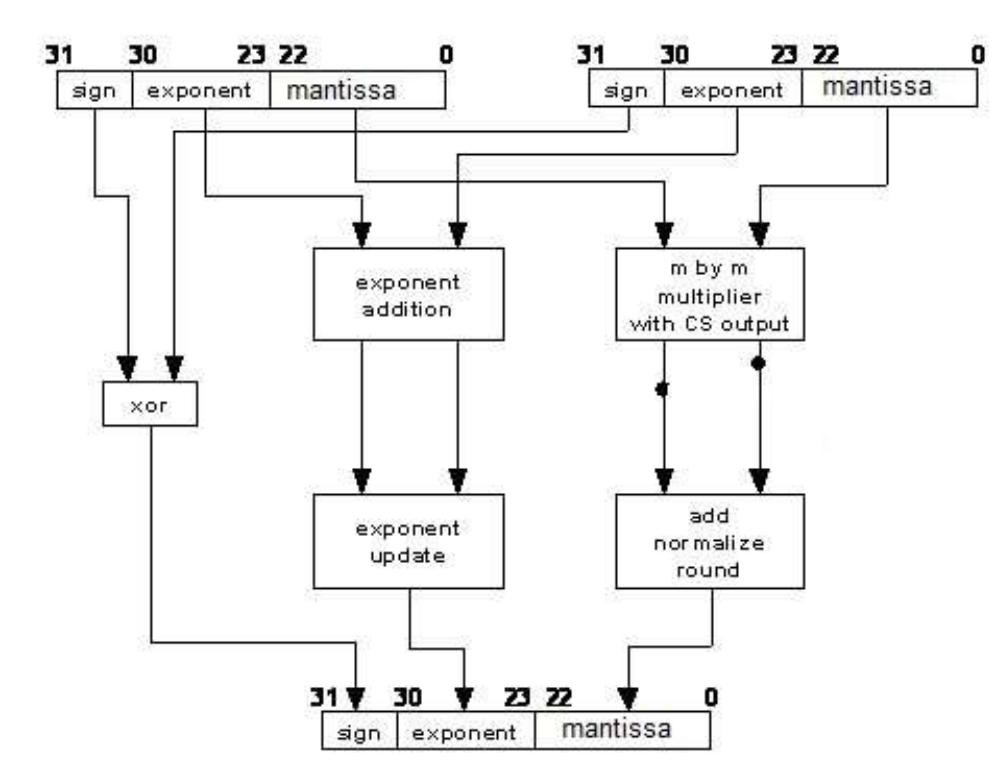 31 30 23 22 0 31 30 23 22 0
sign exponent mantissa sign exponent mantissa
exponent
addition
m by m
multiplier
with CS output
xor
exponent
update
add
normalize
round
31 30 23 22 0
sign exponent mantissa